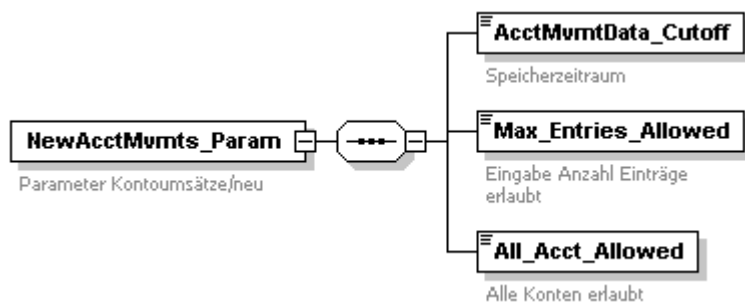 AcctMvmtData_Cutoff
Speicherzeitraum
NewAcctMvmts_Param
Parameter Kontoumsätze/neu
Max_Entries_Allowed
Eingabe Anzahl Einträge
erlaubt
All_Acct_Allowed
Alle Konten erlaubt